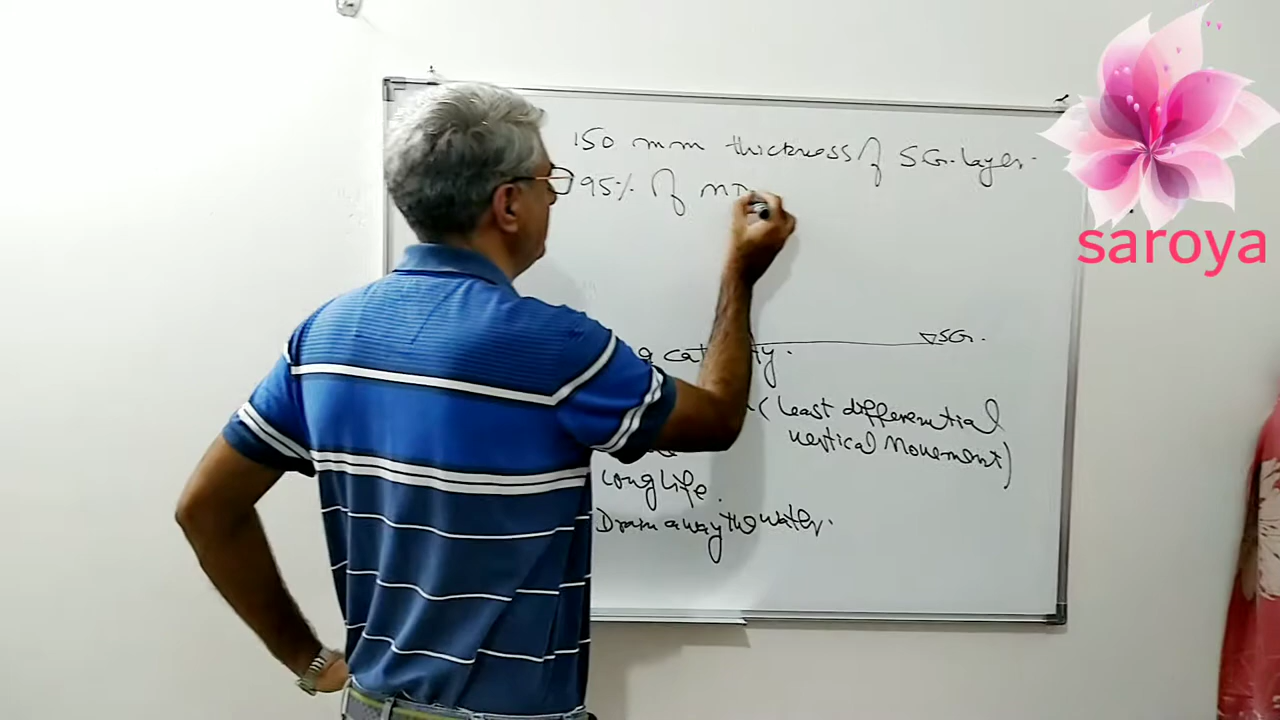 150 mm thickness of SG. layer.
95% of MD
SG.
g capacity.
(Least differential
vertical Movement)
Long life.
Drain away the water.
saroya